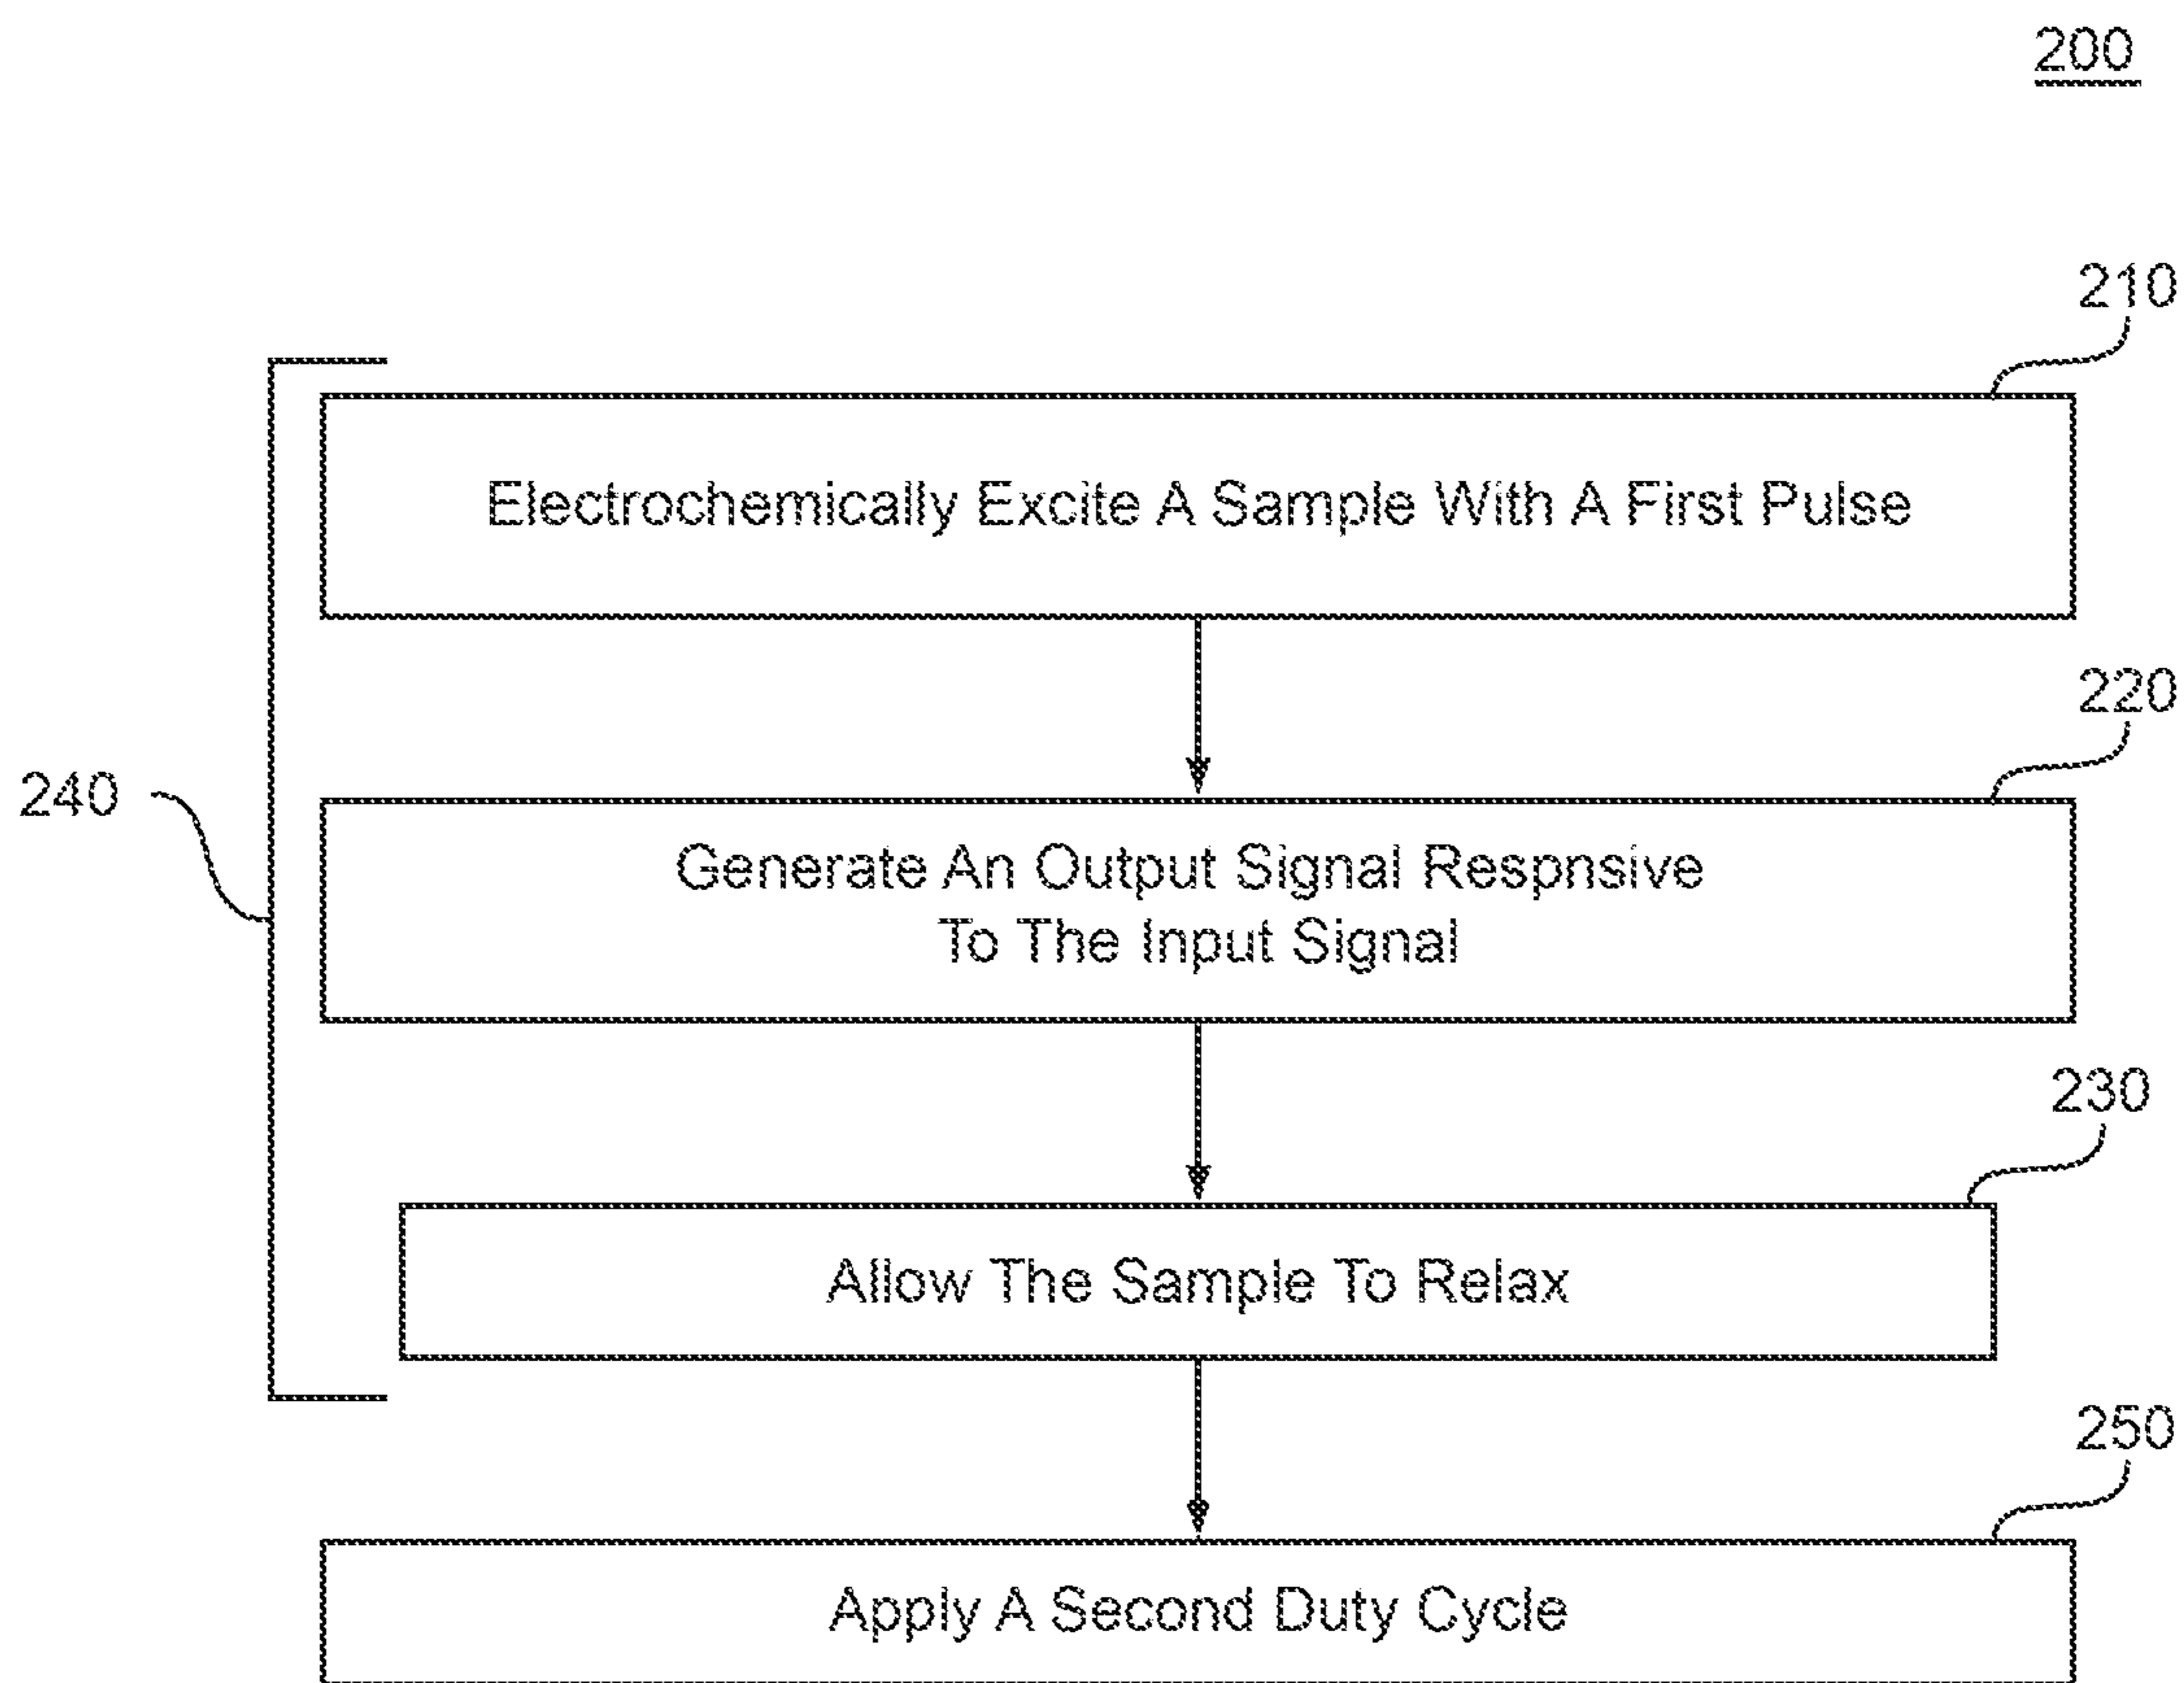 200
210
Electrochemically Excite A Sample With A First Pulse
220
240
Generate An Output Signal Respnsive
To The Input Signal
230
Allow The Sample To Relax
250
Apply A Second Duty Cycle